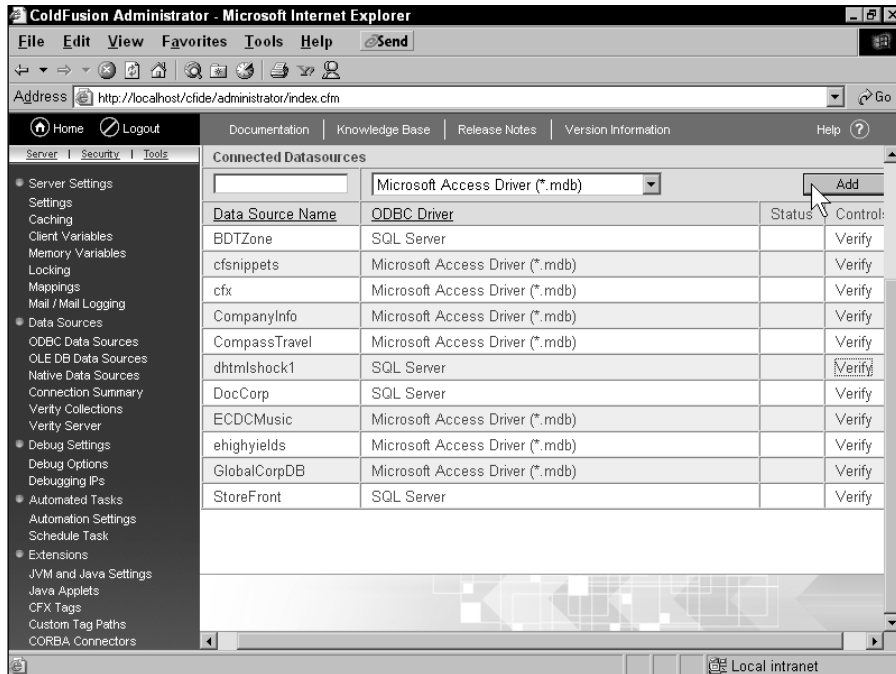 ColdFusion Administrator - Microsoft Internet Explorer
File Edit View Favorites Tools Help Send
Address http://localhost/cfide/administrator/index.cfm Go
Home Logout Documentation Knowledge Base Release Notes Version Information Help ?
Server | Security | Tools
Connected Datasources
Server Settings
Settings
Caching
Client Variables
Memory Variables
Locking
Mappings
Mail / Mail Logging
Data Sources
ODBC Data Sources
OLE DB Data Sources
Native Data Sources
Connection Summary
Verity Collections
Verity Server
Debug Settings
Debug Options
Debugging IPs
Automated Tasks
Automation Settings
Schedule Task
Extensions
JVM and Java Settings
Java Applets
CFX Tags
Custom Tag Paths
CORBA Connectors
Microsoft Access Driver (*.mdb) Add
Data Source Name ODBC Driver Status Controls
BDTZone SQL Server Verify
cfsnippets Microsoft Access Driver (*.mdb) Verify
cfx Microsoft Access Driver (*.mdb) Verify
CompanyInfo Microsoft Access Driver (*.mdb) Verify
CompassTravel Microsoft Access Driver (*.mdb) Verify
dhtmlshock1 SQL Server Verify
DocCorp SQL Server Verify
ECDCMusic Microsoft Access Driver (*.mdb) Verify
ehighyields Microsoft Access Driver (*.mdb) Verify
GlobalCorpDB Microsoft Access Driver (*.mdb) Verify
StoreFront SQL Server Verify
Local intranet